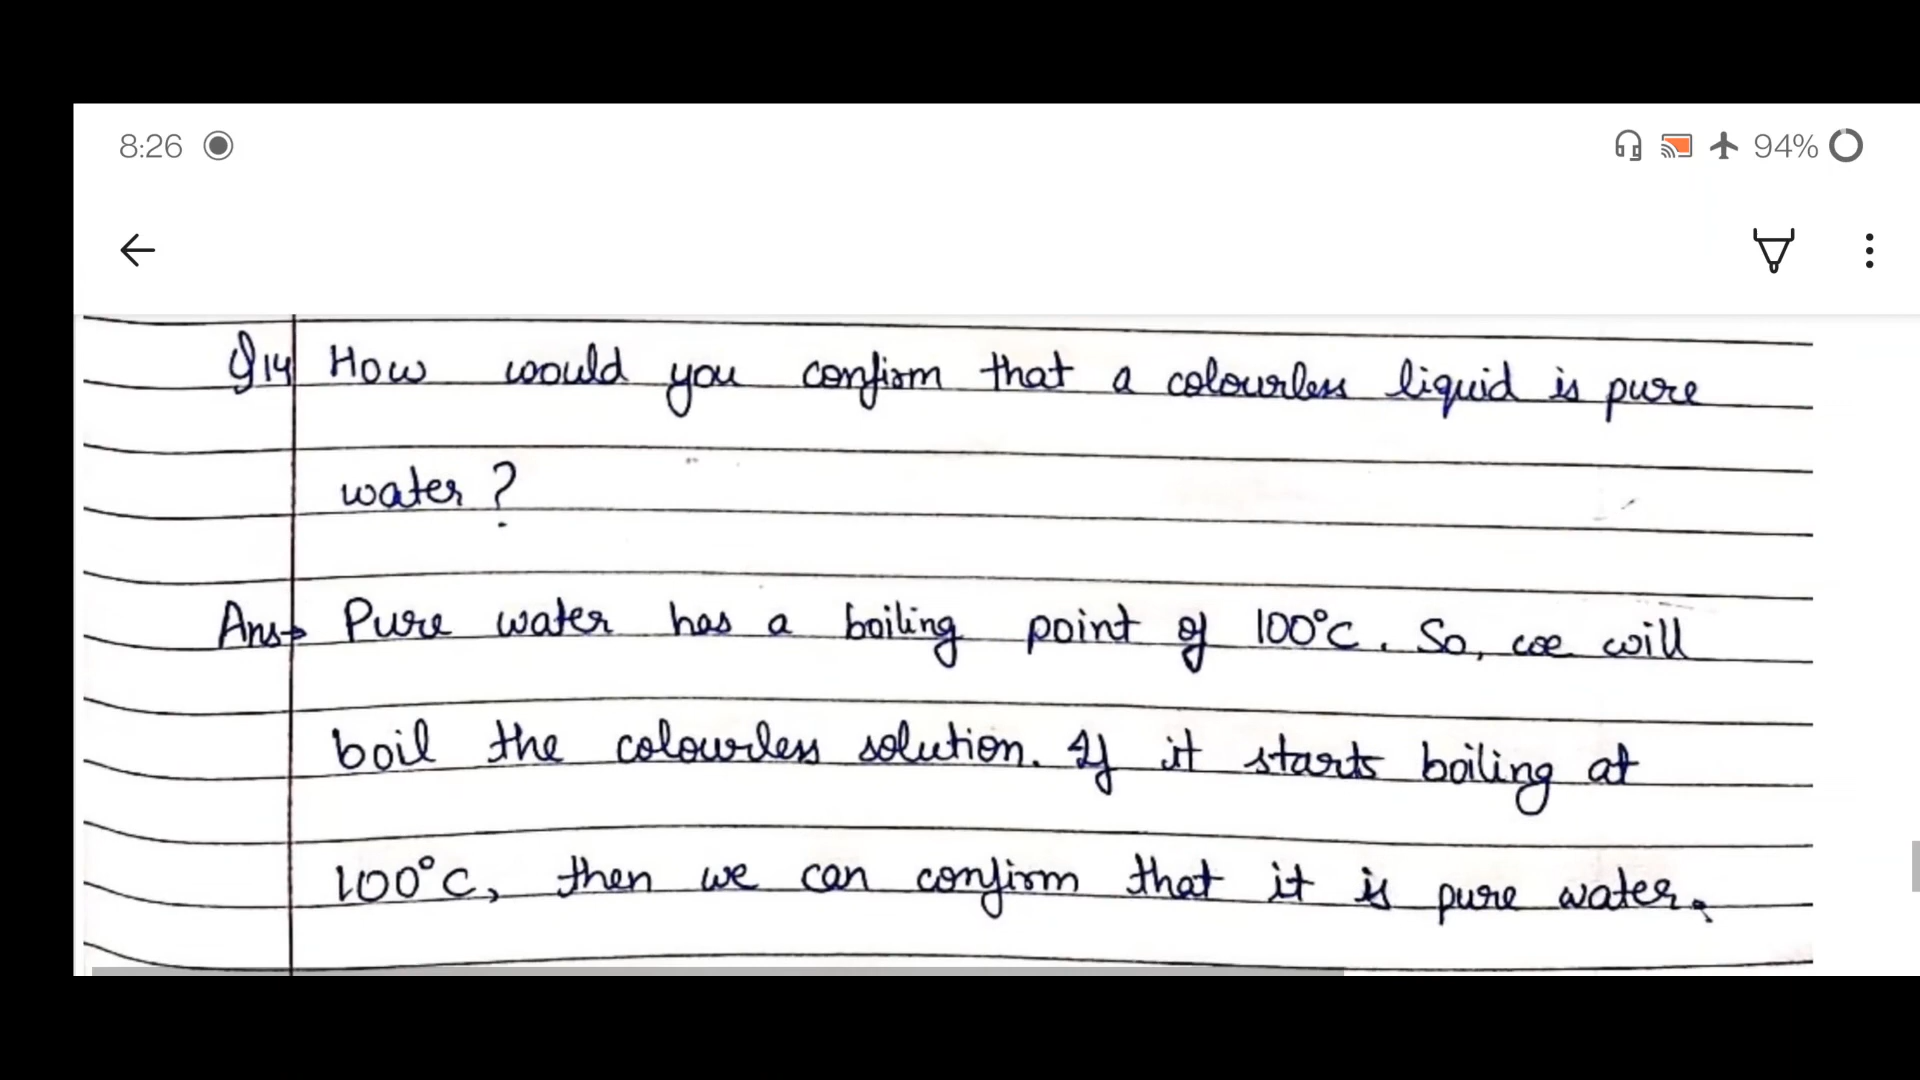 8:26 94%
Q14 How would you confirm that a colourless liquid is pure
water?
Ans→ Pure water has a boiling point of 100°C. So, we will
boil the colourless solution. If it starts boiling at
100°C, then we can confirm that it is pure water.